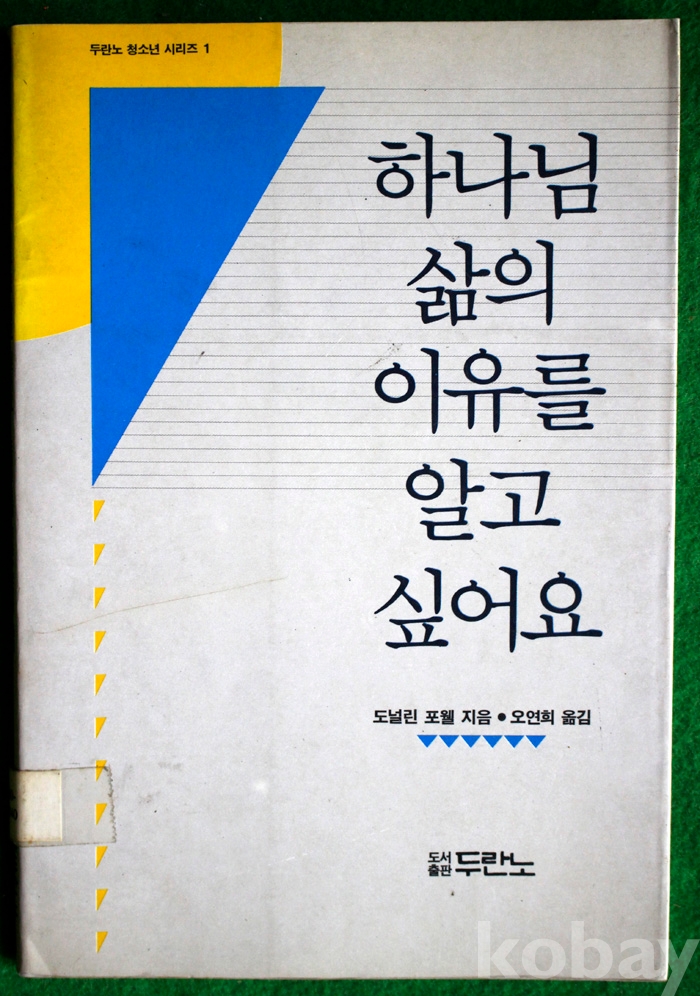 두란노 청소년 시리즈 1
하나님
삶의
이유를
알고
싶어요
도널린 포웰 지음 ● 오연희 옮김
도서출판 두란노
kobay